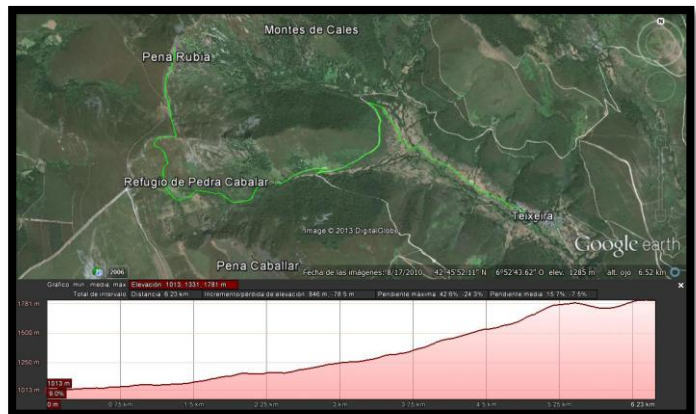 Montes de Cales
Pena Rubia
Refugio de Pedra Cabalar
Teixeira
Image © 2013 DigitalGlobe
Google earth
Pena Caballar
2006
Fecha de las imágenes: 8/17/2010 42°45'52.11" N 6°52'43.62" O elev. 1285 m alt. ojo 6.52 km
Gráfico: mín., media, máx. Elevación: 1013, 1331, 1781 m
Total de intervalo: Distancia: 6.23 km Incremento/pérdida de elevación: 846 m, -78.5 m Pendiente máxima: 42.6%, -24.3% Pendiente media: 15.7%, -7.6%
1781 m
1500 m
1250 m
1013 m
1013 m
9.0%
0 m 0.75 km 1.5 km 2.25 km 3 km 3.75 km 4.5 km 5.25 km 6.23 km